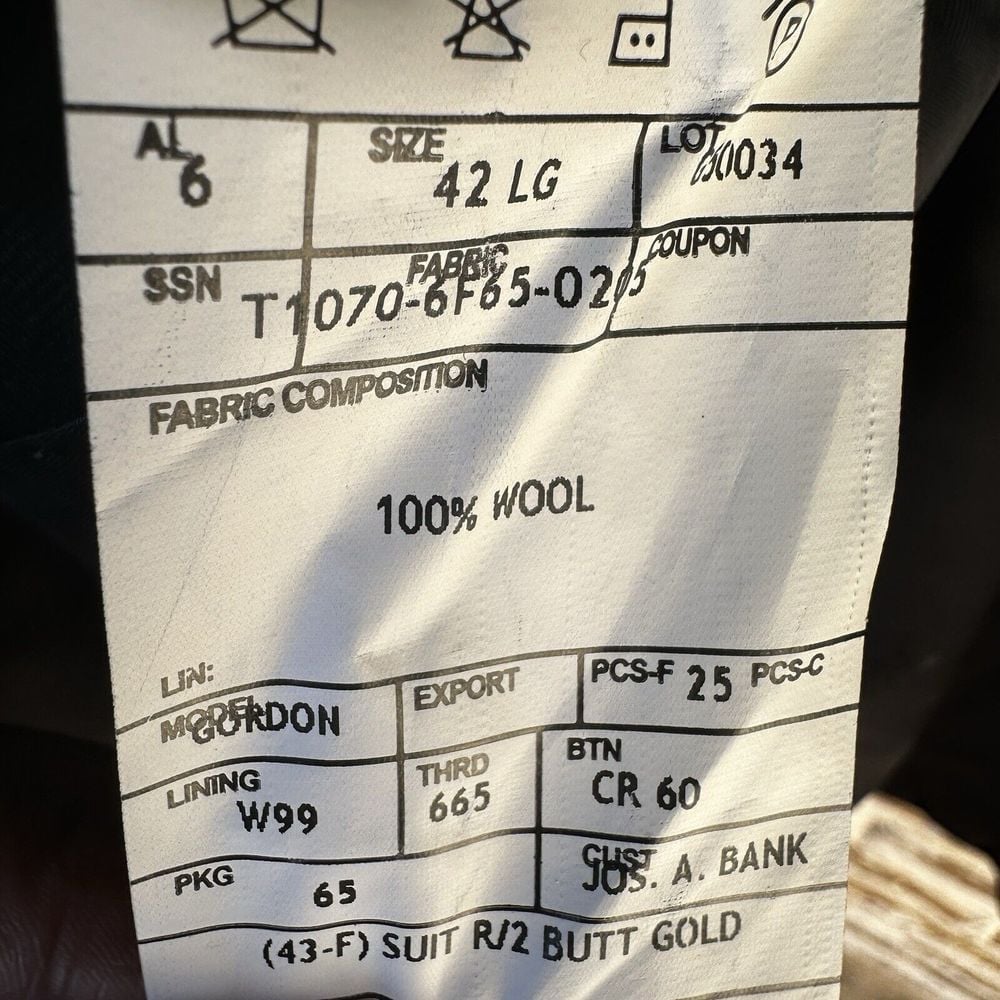 AL 6 SIZE 42 LG LOT 0034
SSN FABRIC T1070-6F65-0205 COUPON
FABRIC COMPOSITION
100% WOOL
LIN:
MODEL GORDON EXPORT PCS-F 25 PCS-C
LINING W99 THRD 665 BTN CR 60
PKG 65 CUST JOS. A. BANK
(43-F) SUIT R/2 BUTT GOLD